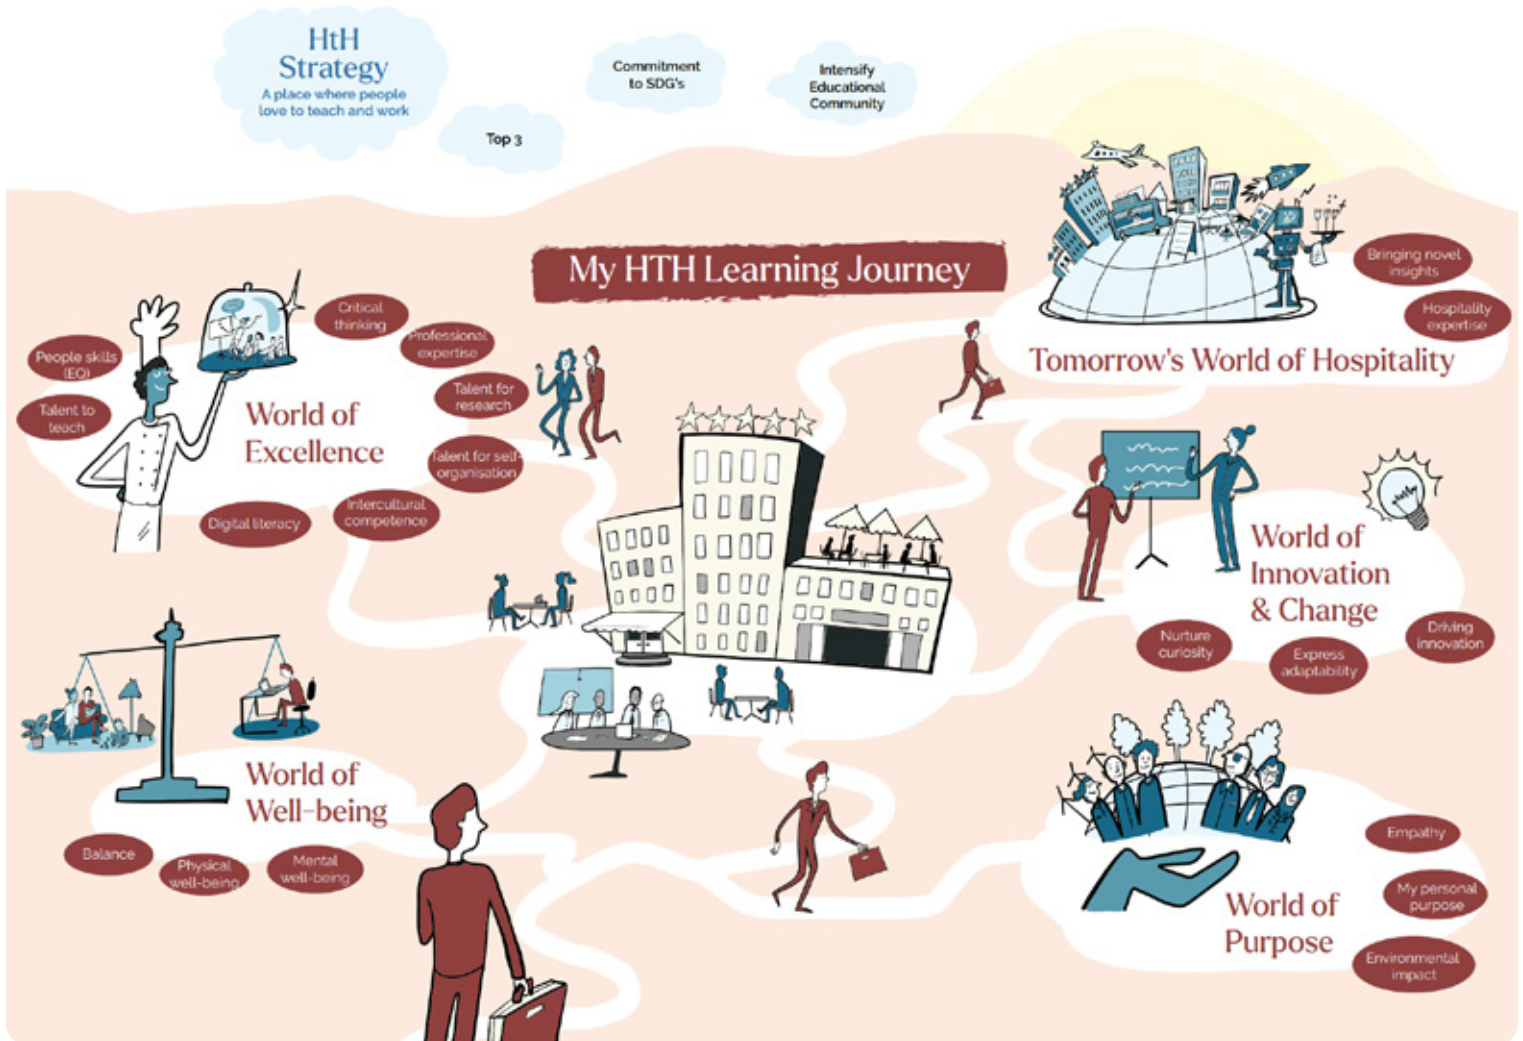 HtH
Strategy
A place where people
love to teach and work
Top 3
Commitment
to SDG's
Intensify
Educational
Community
My HTH Learning Journey
Critical
thinking
Professional
expertise
People skills
(EQ)
Talent to
teach
Talent for
research
Talent for self-
organisation
World of
Excellence
Digital literacy
Intercultural
competence
Bringing novel
insights
Hospitality
expertise
Tomorrow's World of Hospitality
World of
Innovation
& Change
Nurture
curiosity
Express
adaptability
Driving
innovation
World of
Well-being
Balance
Physical
well-being
Mental
well-being
World of
Purpose
Empathy
My personal
purpose
Environmental
impact